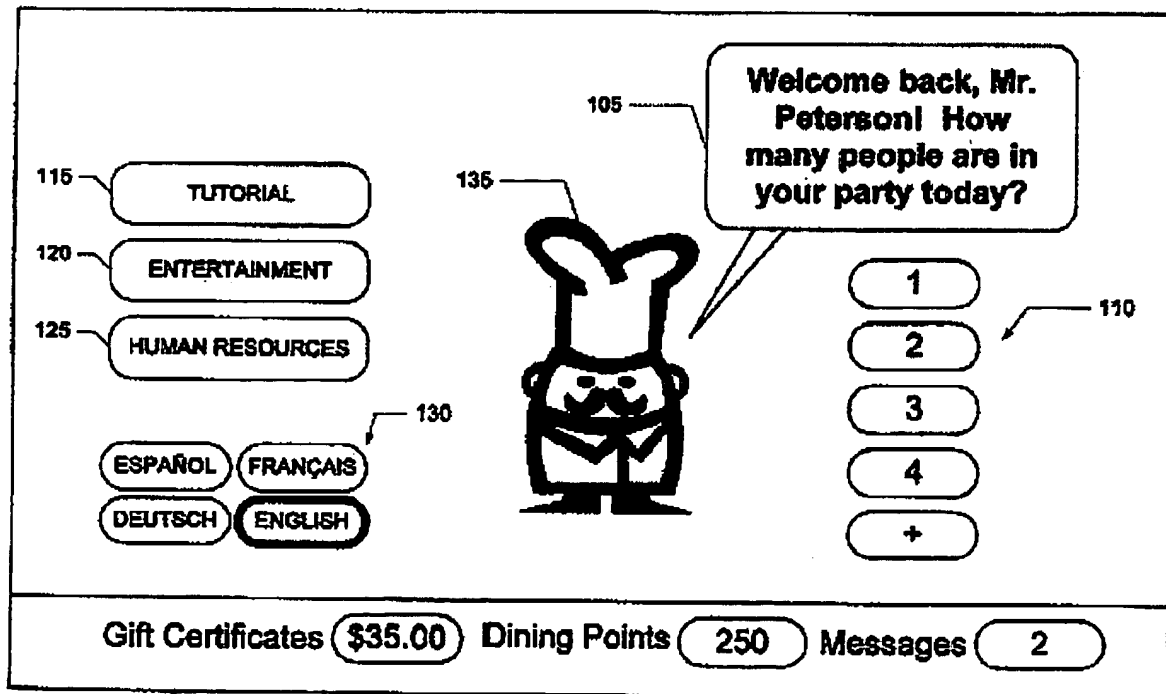 105
Welcome back, Mr.
Peterson! How
many people are in
your party today?
115
TUTORIAL
135
120
ENTERTAINMENT
125
HUMAN RESOURCES
1
110
2
3
4
+
130
ESPAÑOL FRANÇAIS
DEUTSCH ENGLISH
Gift Certificates $35.00 Dining Points 250 Messages 2